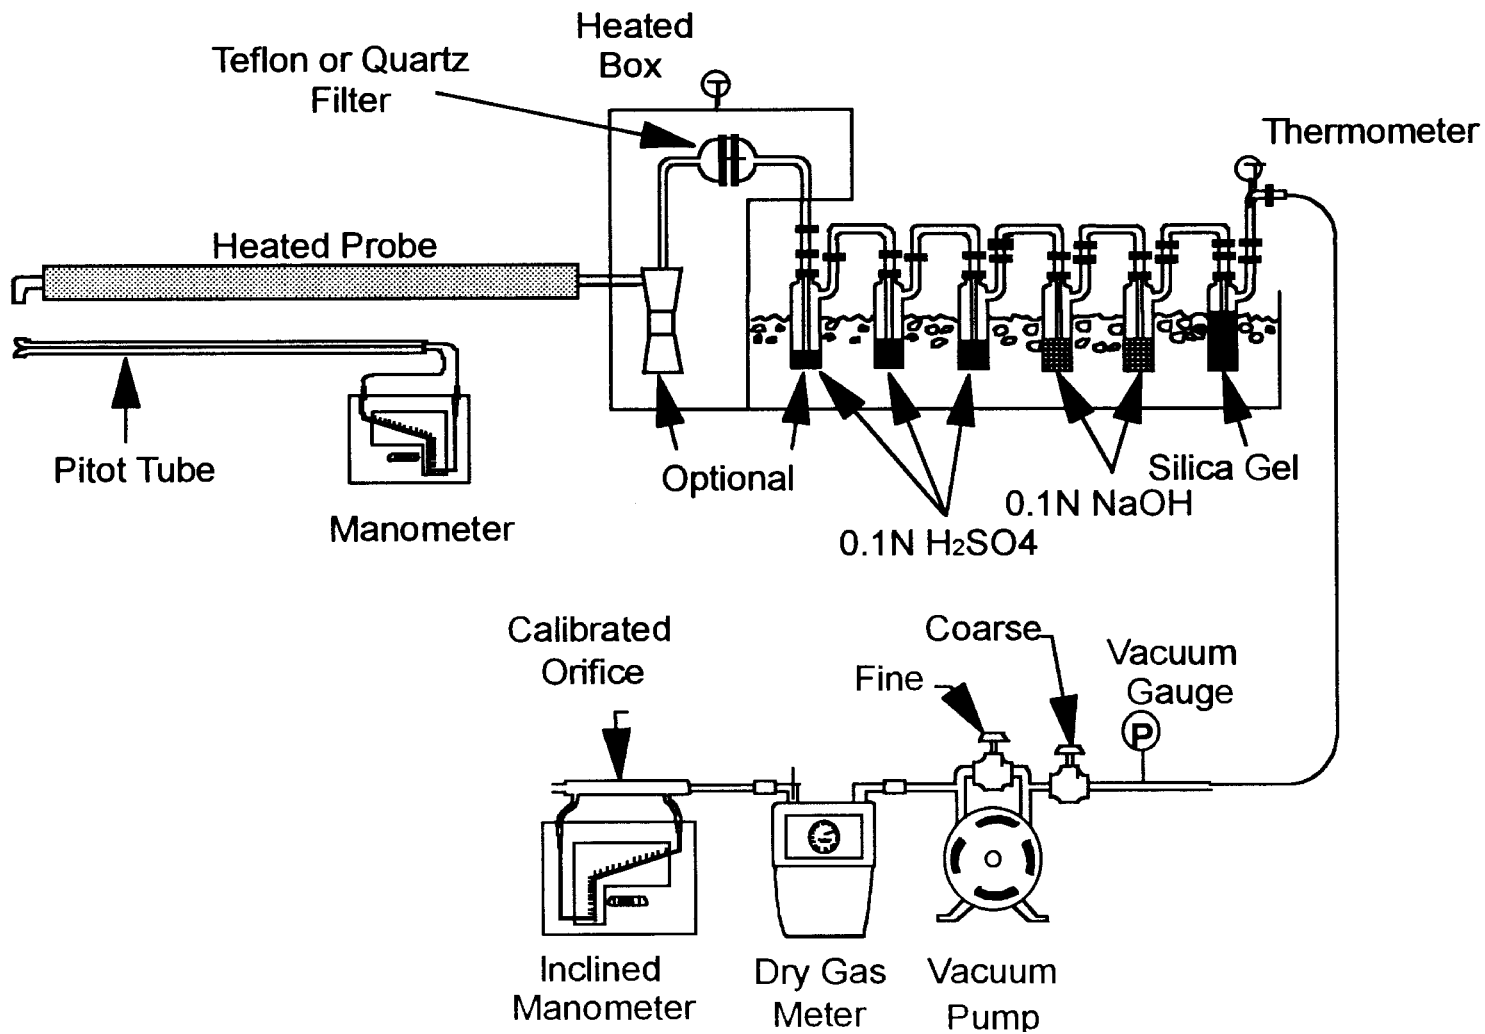 Heated
Box
Teflon or Quartz
Filter
Thermometer
Heated Probe
Pitot Tube
Manometer
Optional
Silica Gel
0.1N NaOH
0.1N H₂SO4
Calibrated
Orifice
Coarse
Fine
Vacuum
Gauge
P
Inclined
Manometer
Dry Gas
Meter
Vacuum
Pump